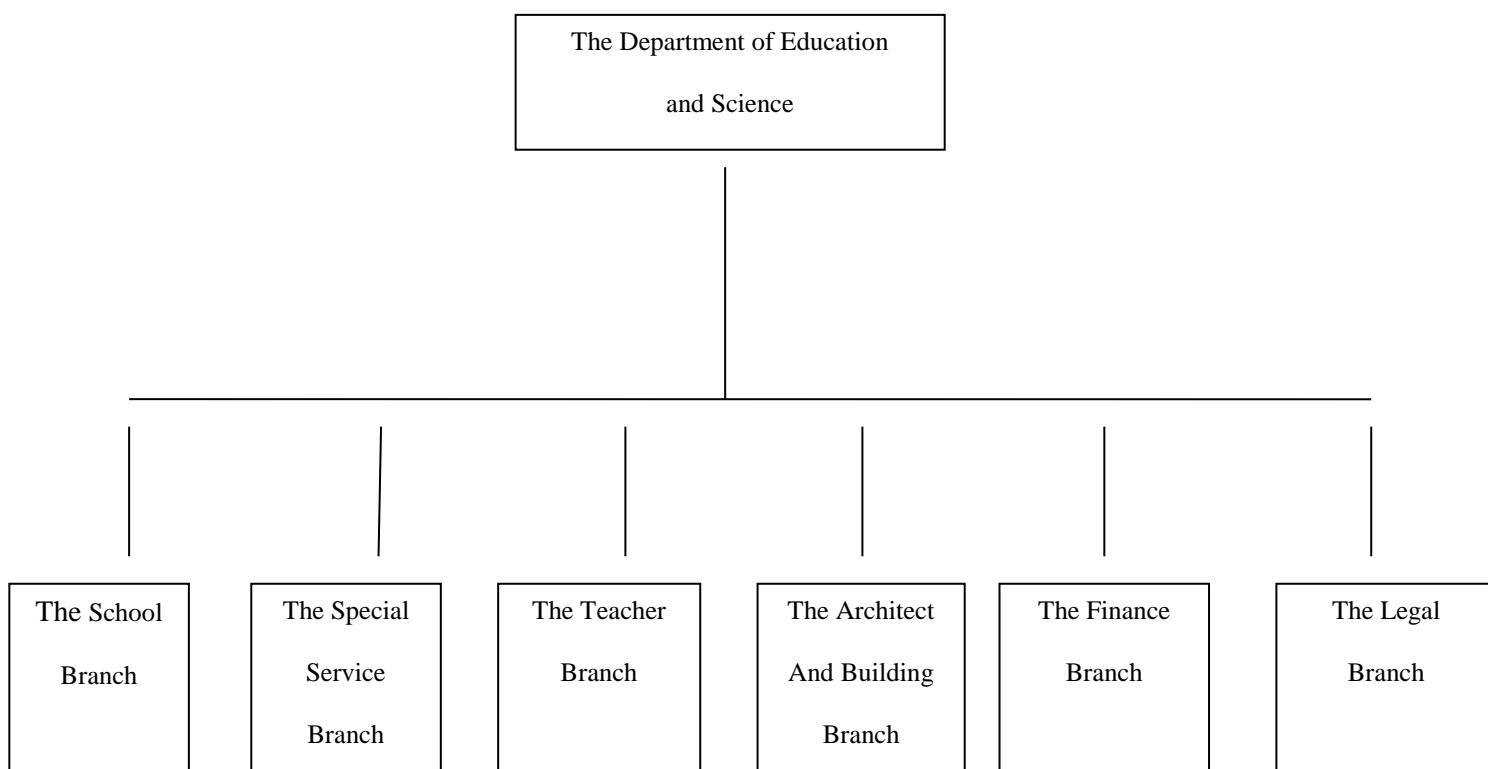 The Department of Education
and Science
The School
Branch
The Special
Service
Branch
The Teacher
Branch
The Architect
And Building
Branch
The Finance
Branch
The Legal
Branch